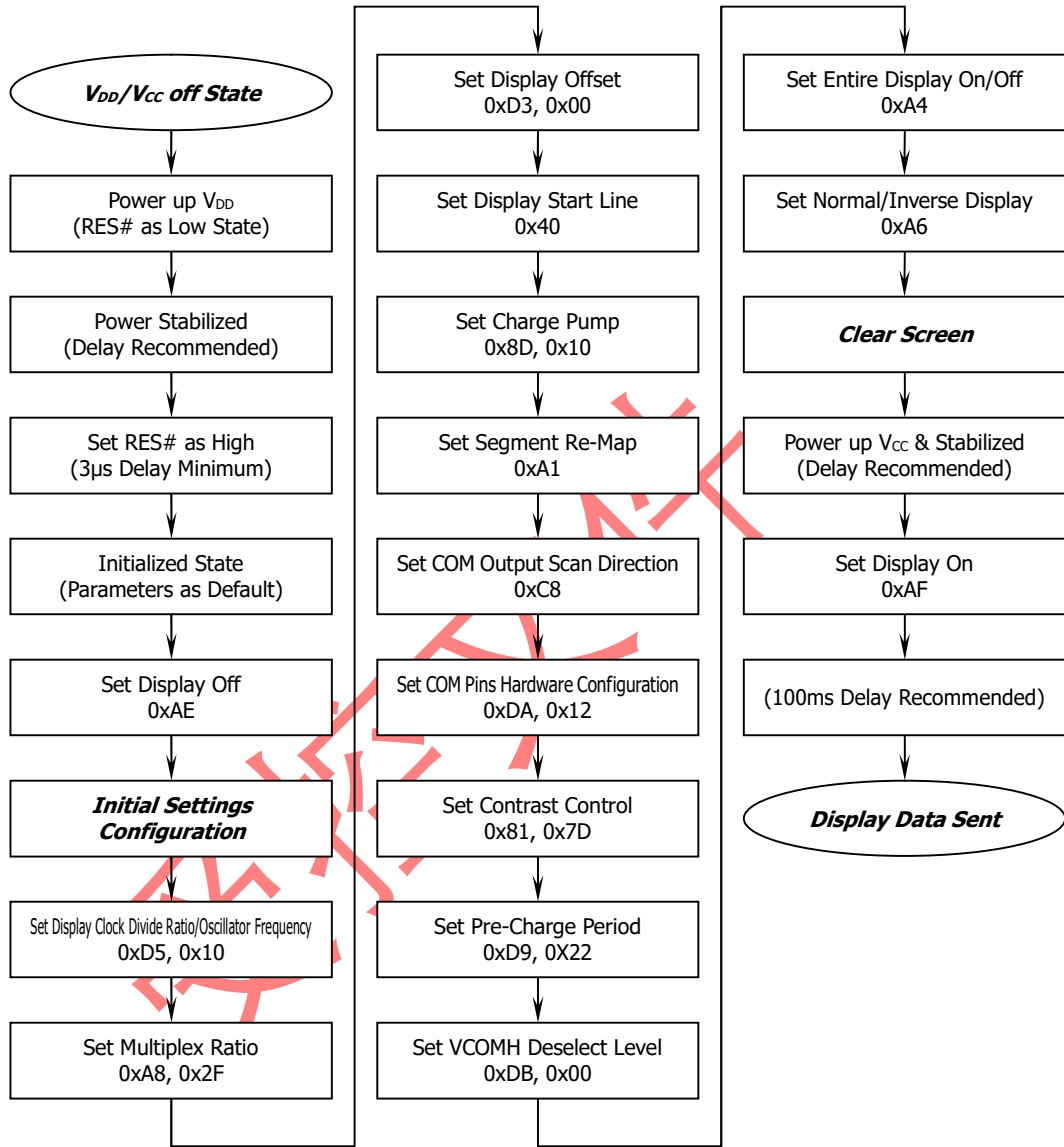 VDD/VCC off State
Power up VDD
(RES# as Low State)
Power Stabilized
(Delay Recommended)
Set RES# as High
(3µs Delay Minimum)
Initialized State
(Parameters as Default)
Set Display Off
0xAE
Initial Settings
Configuration
Set Display Clock Divide Ratio/Oscillator Frequency
0xD5, 0x10
Set Multiplex Ratio
0xA8, 0x2F
Set Display Offset
0xD3, 0x00
Set Display Start Line
0x40
Set Charge Pump
0x8D, 0x10
Set Segment Re-Map
0xA1
Set COM Output Scan Direction
0xC8
Set COM Pins Hardware Configuration
0xDA, 0x12
Set Contrast Control
0x81, 0x7D
Set Pre-Charge Period
0xD9, 0X22
Set VCOMH Deselect Level
0xDB, 0x00
Set Entire Display On/Off
0xA4
Set Normal/Inverse Display
0xA6
Clear Screen
Power up VCC & Stabilized
(Delay Recommended)
Set Display On
0xAF
(100ms Delay Recommended)
Display Data Sent